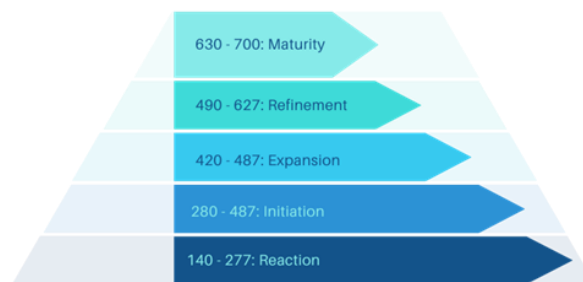 630 - 700: Maturity
490 - 627: Refinement
420 - 487: Expansion
280 - 487: Initiation
140 - 277: Reaction